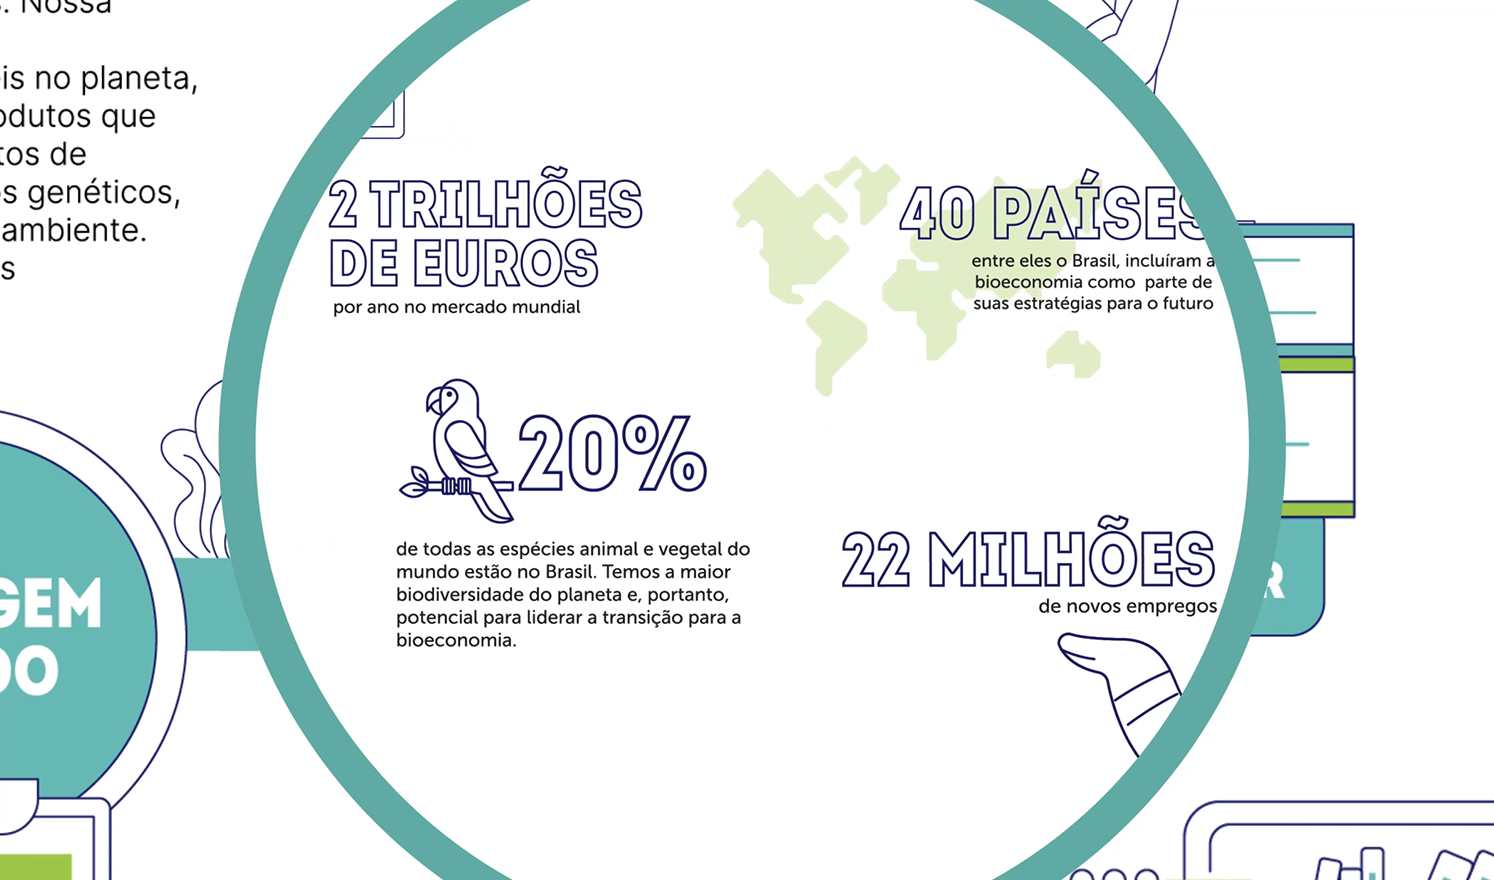 Nossa
is no planeta,
odutos que
tos de
os genéticos,
ambiente.
s
2 TRILHÕES
DE EUROS
por ano no mercado mundial
40 PAÍSES
entre eles o Brasil, incluíram a
bioeconomia como parte de
suas estratégias para o futuro
20%
de todas as espécies animal e vegetal do
mundo estão no Brasil. Temos a maior
biodiversidade do planeta e, portanto,
potencial para liderar a transição para a
bioeconomia.
22 MILHÕES
de novos empregos
GEM
DO
R